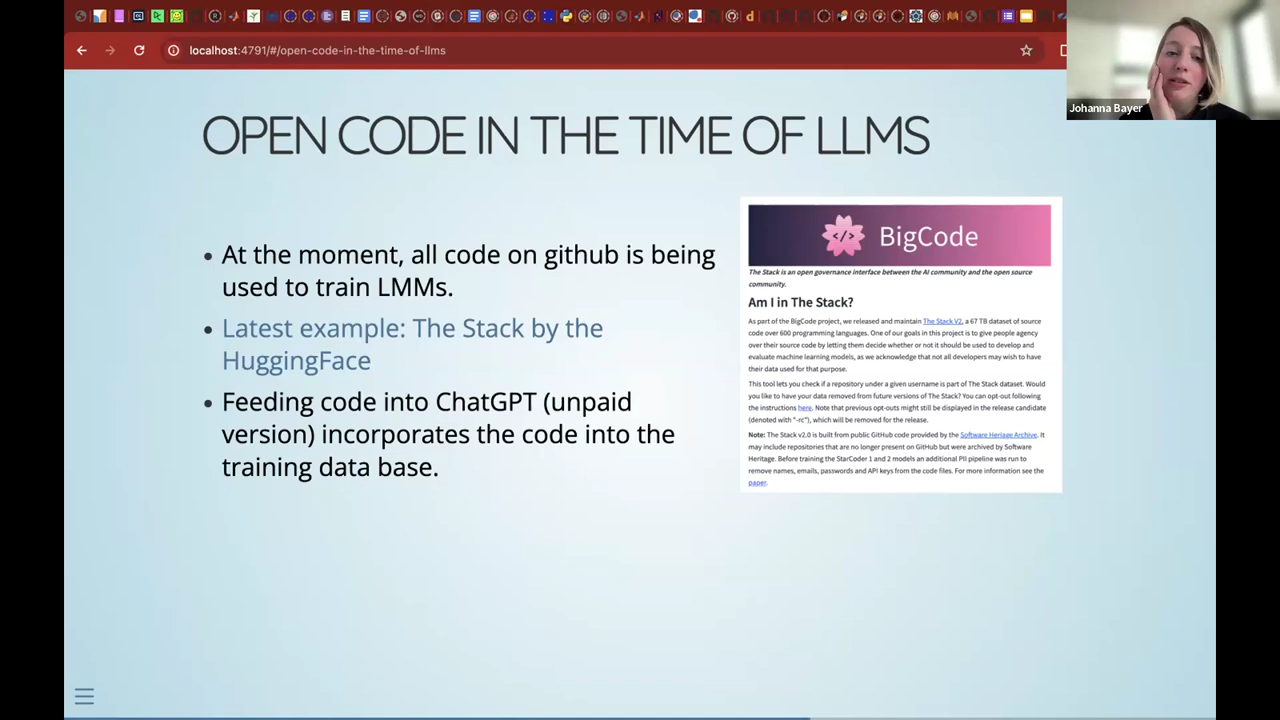 localhost:4791/#/open-code-in-the-time-of-llms
Johanna Bayer
OPEN CODE IN THE TIME OF LLMS
At the moment, all code on github is being
used to train LMMs.
Latest example: The Stack by the
HuggingFace
Feeding code into ChatGPT (unpaid
version) incorporates the code into the
training data base.
BigCode
The Stack is an open governance interface between the AI community and the open source
community.
Am I in The Stack?
As part of the BigCode project, we released and maintain The Stack V2, a 67 TB dataset of source
code over 600 programming languages. One of our goals in this project is to give people agency
over their source code by letting them decide whether or not it should be used to develop and
evaluate machine learning models, as we acknowledge that not all developers may wish to have
their data used for that purpose.
This tool lets you check if a repository under a given username is part of The Stack dataset. Would
you like to have your data removed from future versions of The Stack? You can opt-out following
the instructions here. Note that previous opt-outs might still be displayed in the release candidate
(denoted with "-rc"), which will be removed for the release.
Note: The Stack v2.0 is built from public GitHub code provided by the Software Heriage Archive. It
may include repositories that are no longer present on GitHub but were archived by Software
Heritage. Before training the StarCoder 1 and 2 models an additional PII pipeline was run to
remove names, emails, passwords and API keys from the code files. For more information see the
paper.